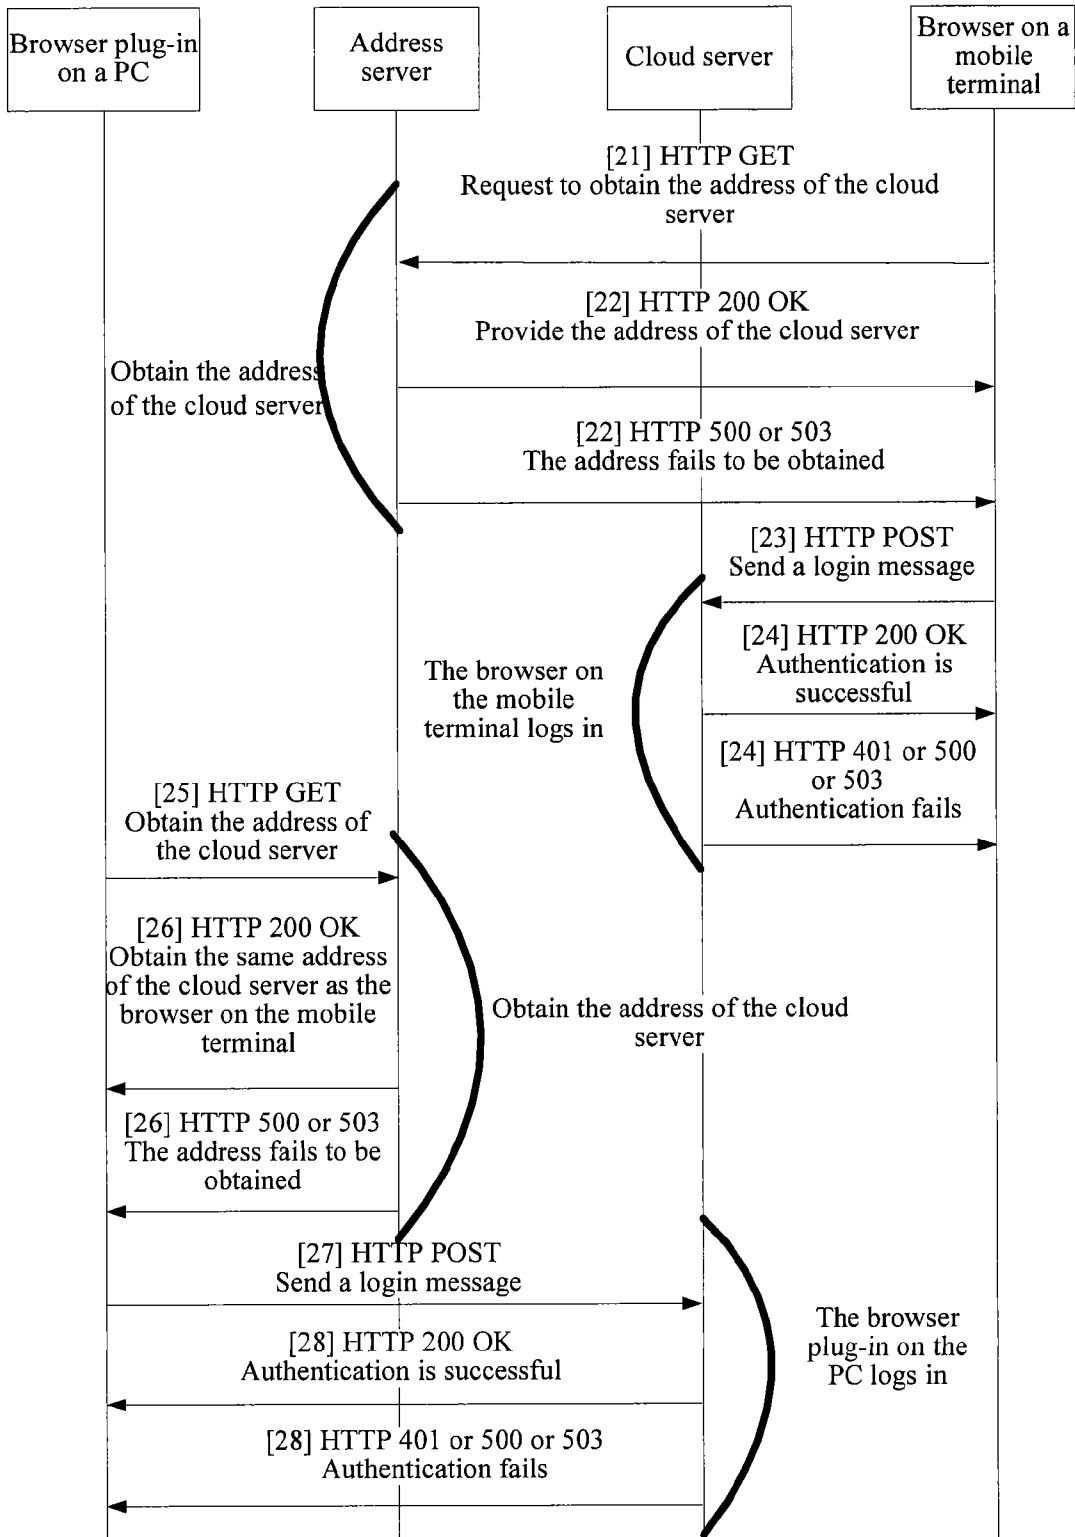 Browser plug-in
on a PC
Address
server
Cloud server
Browser on a
mobile
terminal
[21] HTTP GET
Request to obtain the address of the cloud
server
[22] HTTP 200 OK
Provide the address of the cloud server
Obtain the address
of the cloud server
[22] HTTP 500 or 503
The address fails to be obtained
[23] HTTP POST
Send a login message
[24] HTTP 200 OK
Authentication is
successful
The browser on
the mobile
terminal logs in
[24] HTTP 401 or 500
or 503
Authentication fails
[25] HTTP GET
Obtain the address of
the cloud server
[26] HTTP 200 OK
Obtain the same address
of the cloud server as the
browser on the mobile
terminal
Obtain the address of the cloud
server
[26] HTTP 500 or 503
The address fails to be
obtained
[27] HTTP POST
Send a login message
[28] HTTP 200 OK
Authentication is successful
The browser
plug-in on the
PC logs in
[28] HTTP 401 or 500 or 503
Authentication fails